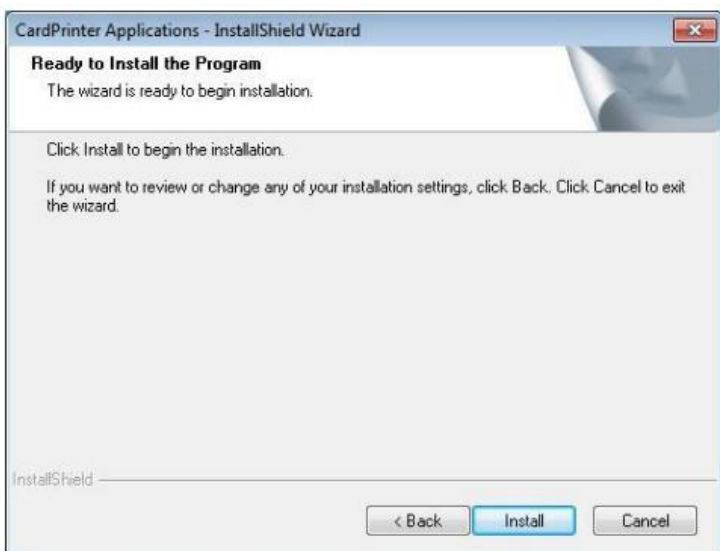 CardPrinter Applications - InstallShield Wizard
Ready to Install the Program
The wizard is ready to begin installation.
Click Install to begin the installation.
If you want to review or change any of your installation settings, click Back. Click Cancel to exit
the wizard.
InstallShield
< Back Install Cancel